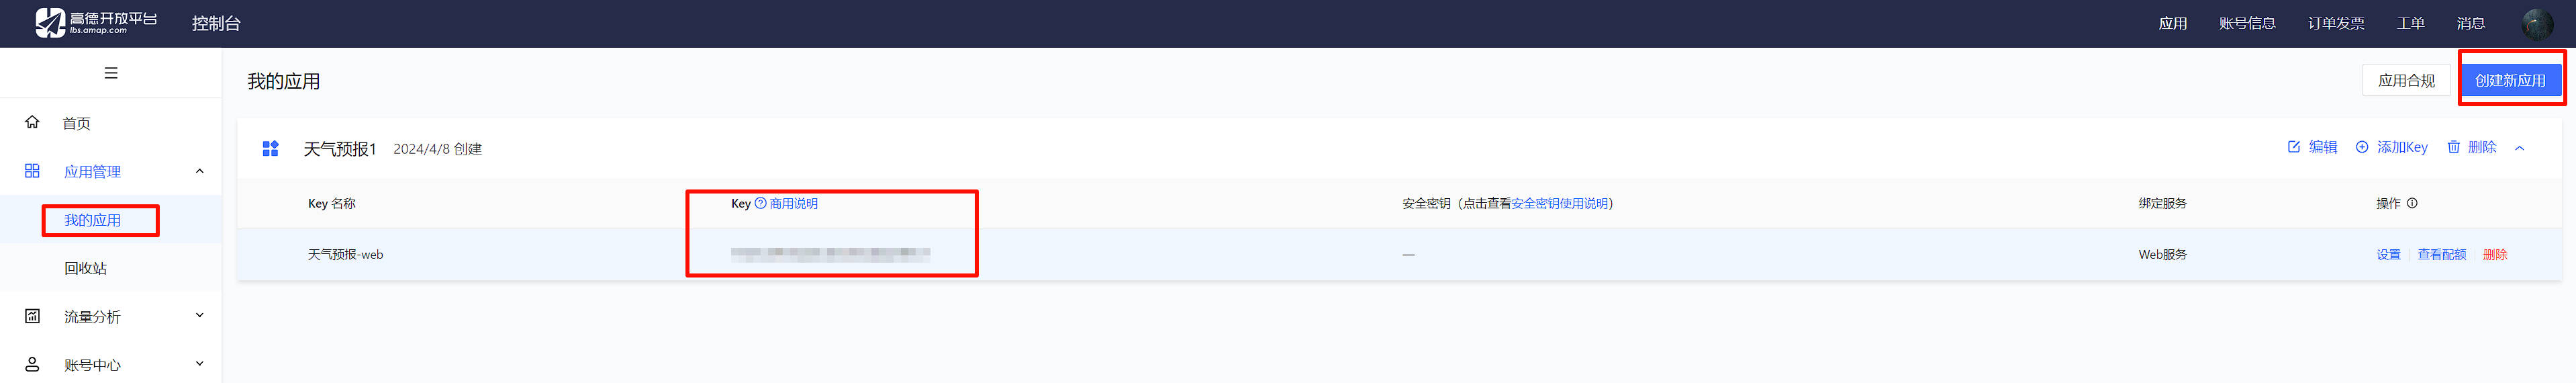 高德开放平台
lbs.amap.com
控制台
应用 账号信息 订单发票 工单 消息
我的应用
应用合规 创建新应用
首页
应用管理
我的应用
回收站
流量分析
账号中心
天气预报1 2024/4/8 创建
编辑 添加Key 删除
Key 名称 Key 商用说明 安全密钥（点击查看安全密钥使用说明） 绑定服务 操作
天气预报-web — Web服务 设置 查看配额 删除